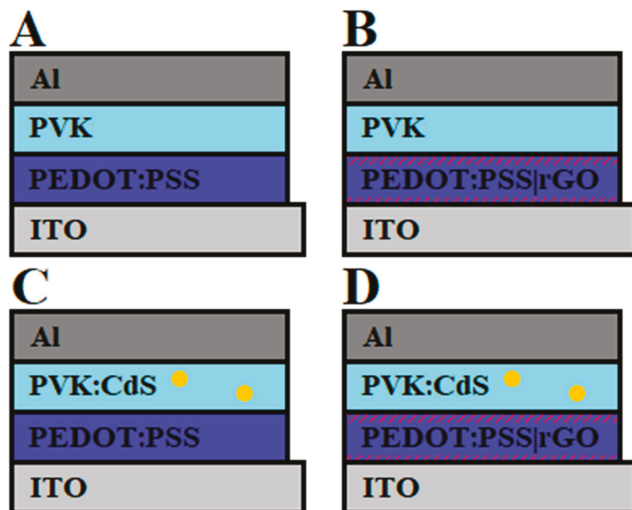 A
Al
PVK
PEDOT:PSS
ITO
B
Al
PVK
PEDOT:PSS|rGO
ITO
C
Al
PVK:CdS
PEDOT:PSS
ITO
D
Al
PVK:CdS
PEDOT:PSS|rGO
ITO